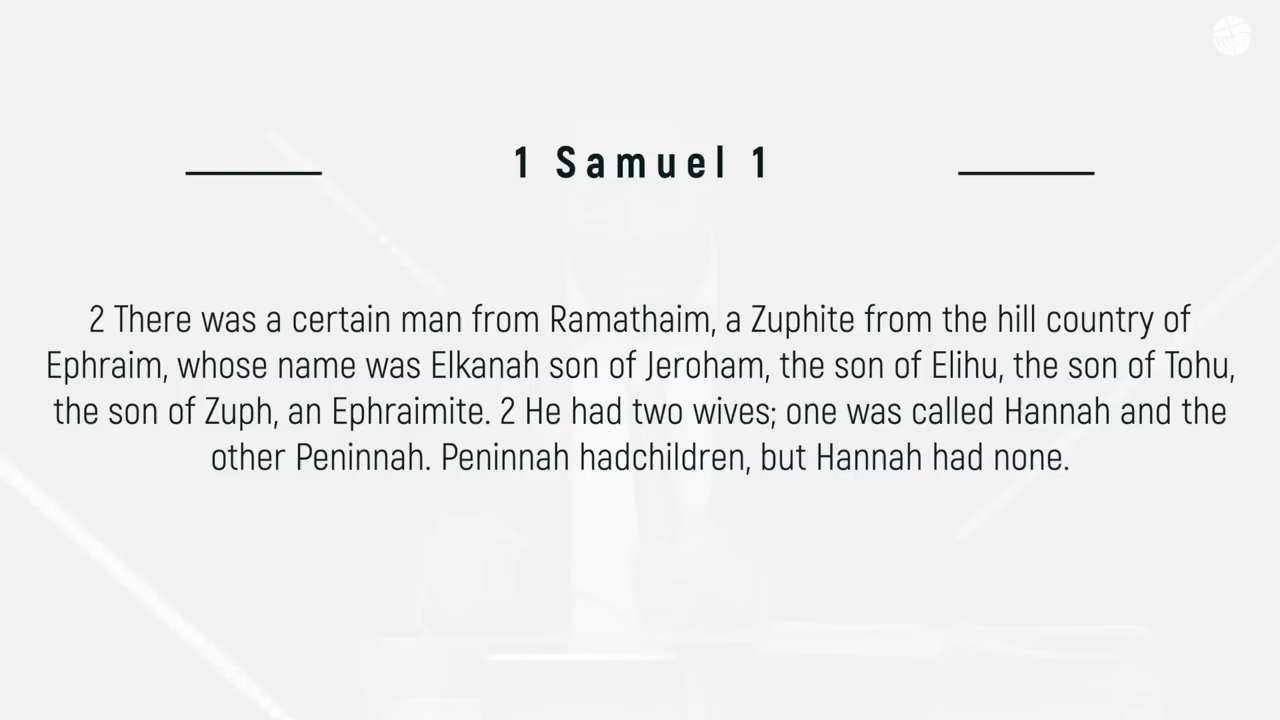 1 Samuel 1
2 There was a certain man from Ramathaim, a Zuphite from the hill country of
Ephraim, whose name was Elkanah son of Jeroham, the son of Elihu, the son of Tohu,
the son of Zuph, an Ephraimite. 2 He had two wives; one was called Hannah and the
other Peninnah. Peninnah hadchildren, but Hannah had none.